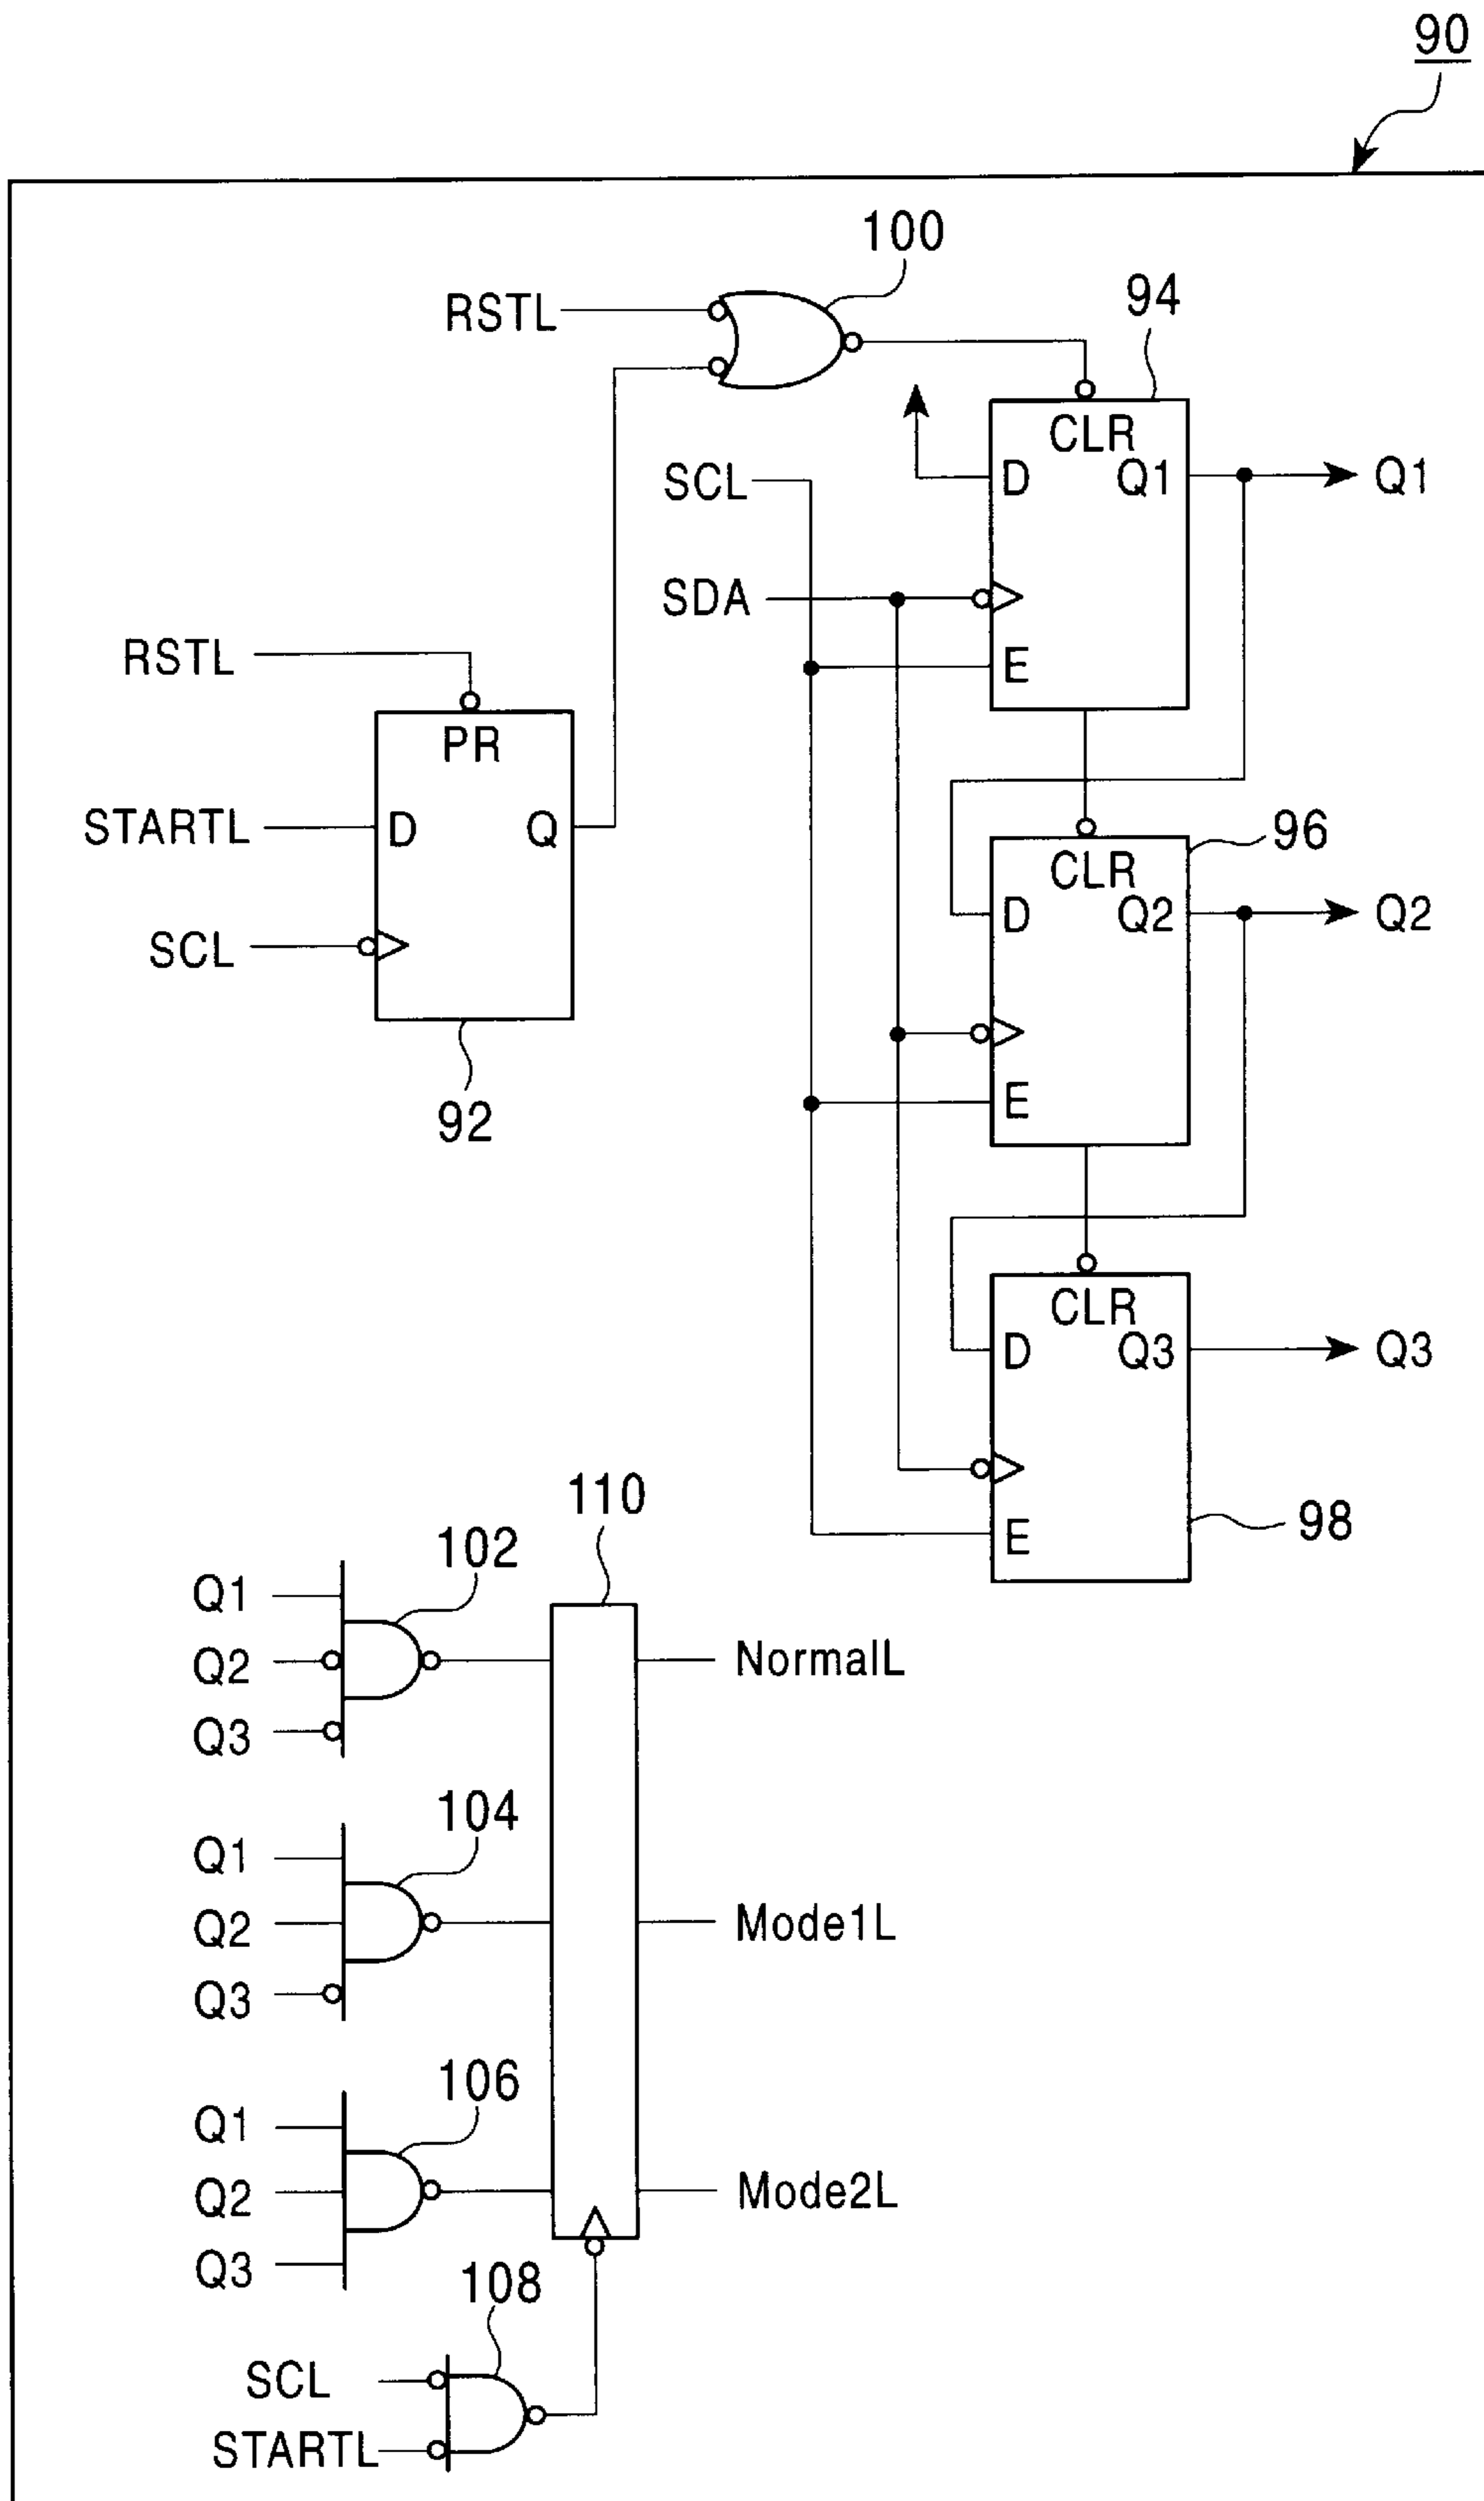 90
100
RSTL
94
CLR
SCL
D
Q1
Q1
SDA
RSTL
E
PR
STARTL
D
Q
96
CLR
D
Q2
Q2
SCL
E
92
CLR
D
Q3
Q3
110
98
E
102
Q1
Q2
NormalL
Q3
104
Q1
Q2
Mode1L
Q3
106
Q1
Q2
Mode2L
Q3
108
SCL
STARTL